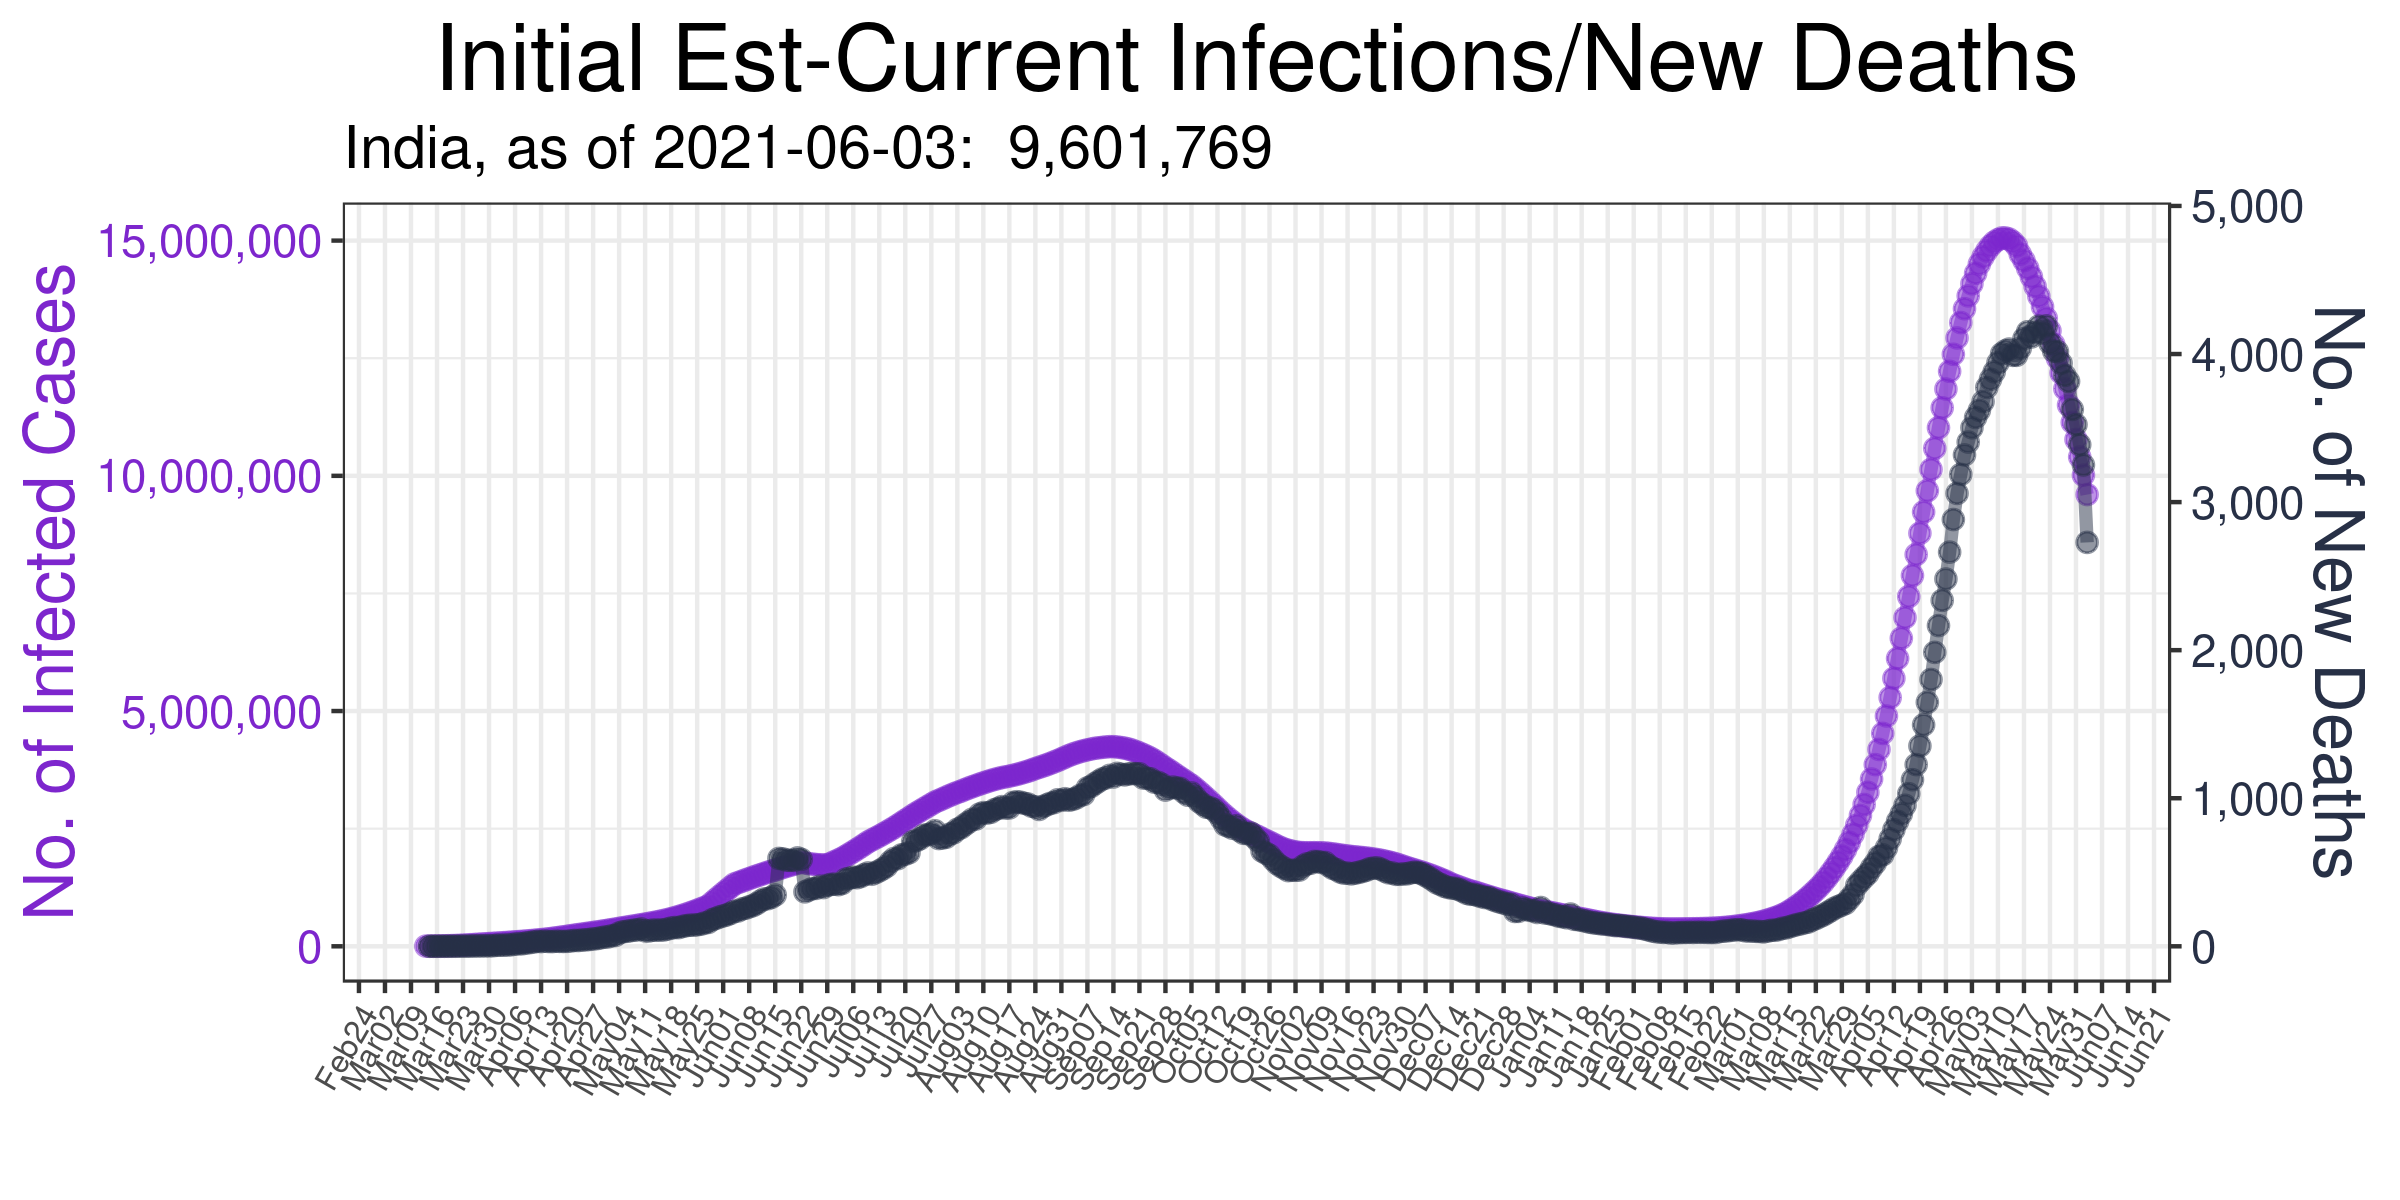 Initial Est-Current Infections/New Deaths
India, as of 2021-06-03:  9,601,769
No. of Infected Cases
15,000,000
10,000,000
5,000,000
0
5,000
4,000
3,000
2,000
1,000
0
No. of New Deaths
Feb24
Mar02
Mar09
Mar16
Mar23
Mar30
Apr06
Apr13
Apr20
Apr27
May04
May11
May18
May25
Jun01
Jun08
Jun15
Jun22
Jun29
Jul06
Jul13
Jul20
Jul27
Aug03
Aug10
Aug17
Aug24
Aug31
Sep07
Sep14
Sep21
Sep28
Oct05
Oct12
Oct19
Oct26
Nov02
Nov09
Nov16
Nov23
Nov30
Dec07
Dec14
Dec21
Dec28
Jan04
Jan11
Jan18
Jan25
Feb01
Feb08
Feb15
Feb22
Mar01
Mar08
Mar15
Mar22
Mar29
Apr05
Apr12
Apr19
Apr26
May03
May10
May17
May24
May31
Jun07
Jun14
Jun21